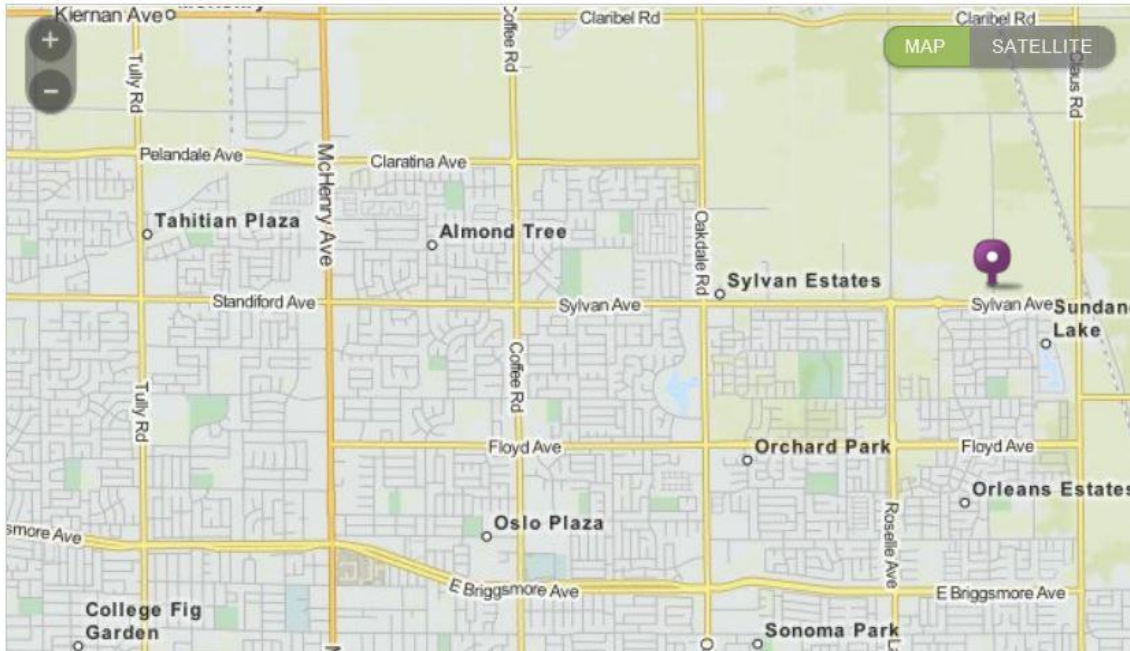 Kiernan Ave
Claribel Rd
Claribel Rd
+
-
MAP
SATELLITE
Tully Rd
Coffee Rd
Claus Rd
Pelandale Ave
McHenry Ave
Claratina Ave
Tahitian Plaza
Almond Tree
Oakdale Rd
Sylvan Estates
Standiford Ave
Sylvan Ave
Sylvan Ave
Lake
Coffee Rd
Tully Rd
Floyd Ave
Orchard Park
Floyd Ave
Orleans Estates
Oslo Plaza
Roselle Ave
smore Ave
E Briggsmore Ave
E Briggsmore Ave
College Fig
Garden
Sonoma Park